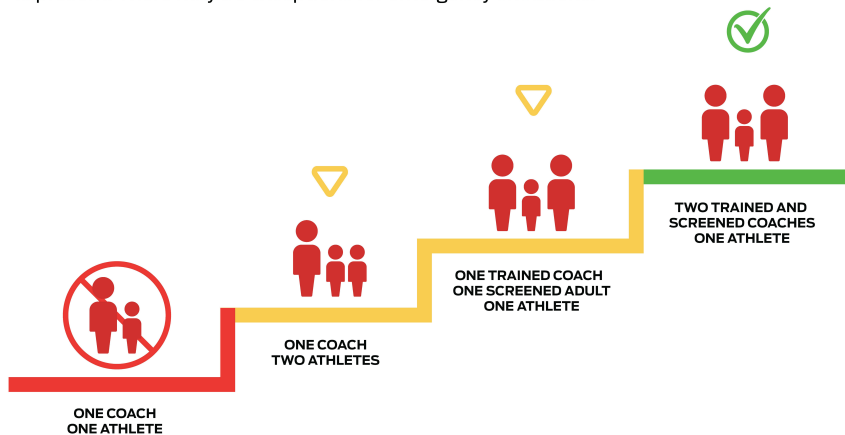 ONE COACH
ONE ATHLETE
ONE COACH
TWO ATHLETES
ONE TRAINED COACH
ONE SCREENED ADULT
ONE ATHLETE
TWO TRAINED AND
SCREENED COACHES
ONE ATHLETE